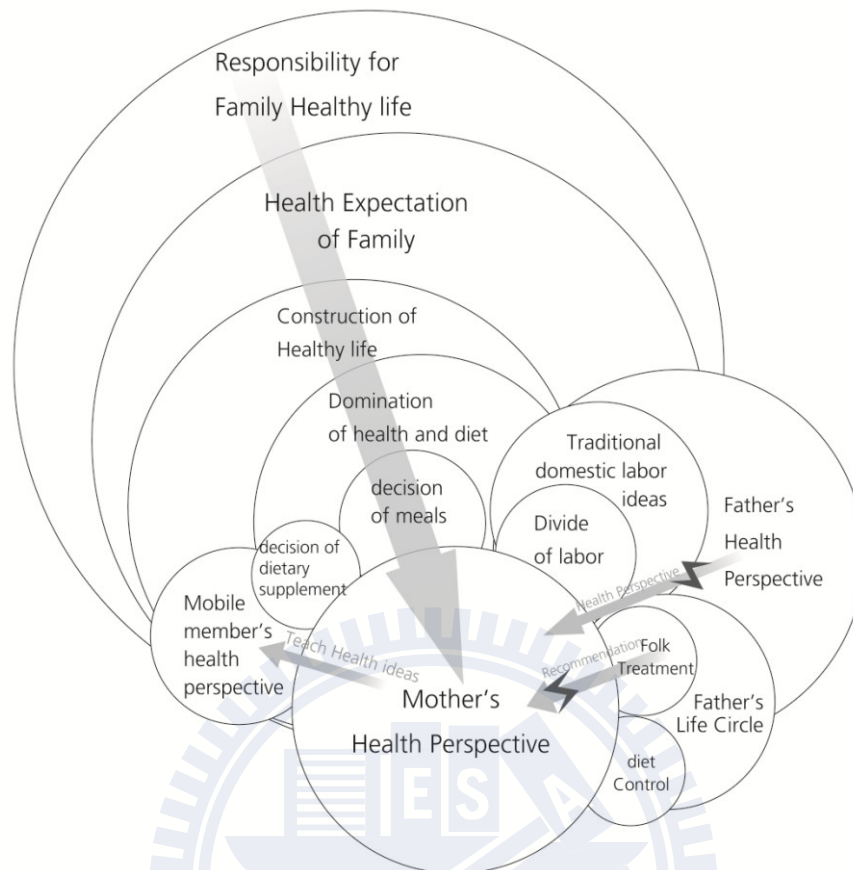 Responsibility for
Family Healthy life
Health Expectation
of Family
Construction of
Healthy life
Domination
of health and diet
decision
of meals
decision of
dietary
supplement
Traditional
domestic labor
ideas
Divide
of labor
Father's
Health
Perspective
Health Perspective
Mobile
member's
health
perspective
Teach Health ideas
Recommendation
Folk
Treatment
Father's
Life Circle
diet
Control
Mother's
Health Perspective
ESA